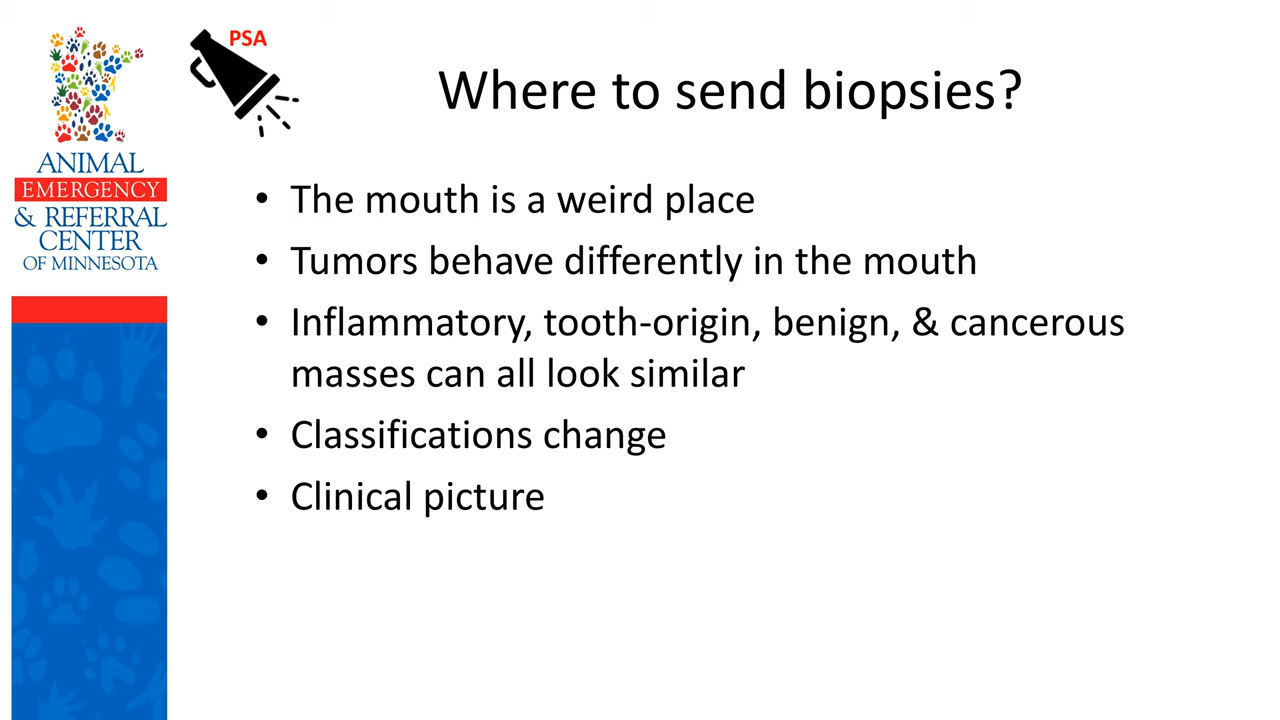 PSA
Where to send biopsies?
ANIMAL
EMERGENCY
& REFERRAL
CENTER
OF MINNESOTA
• The mouth is a weird place
• Tumors behave differently in the mouth
• Inflammatory, tooth-origin, benign, & cancerous
masses can all look similar
• Classifications change
• Clinical picture